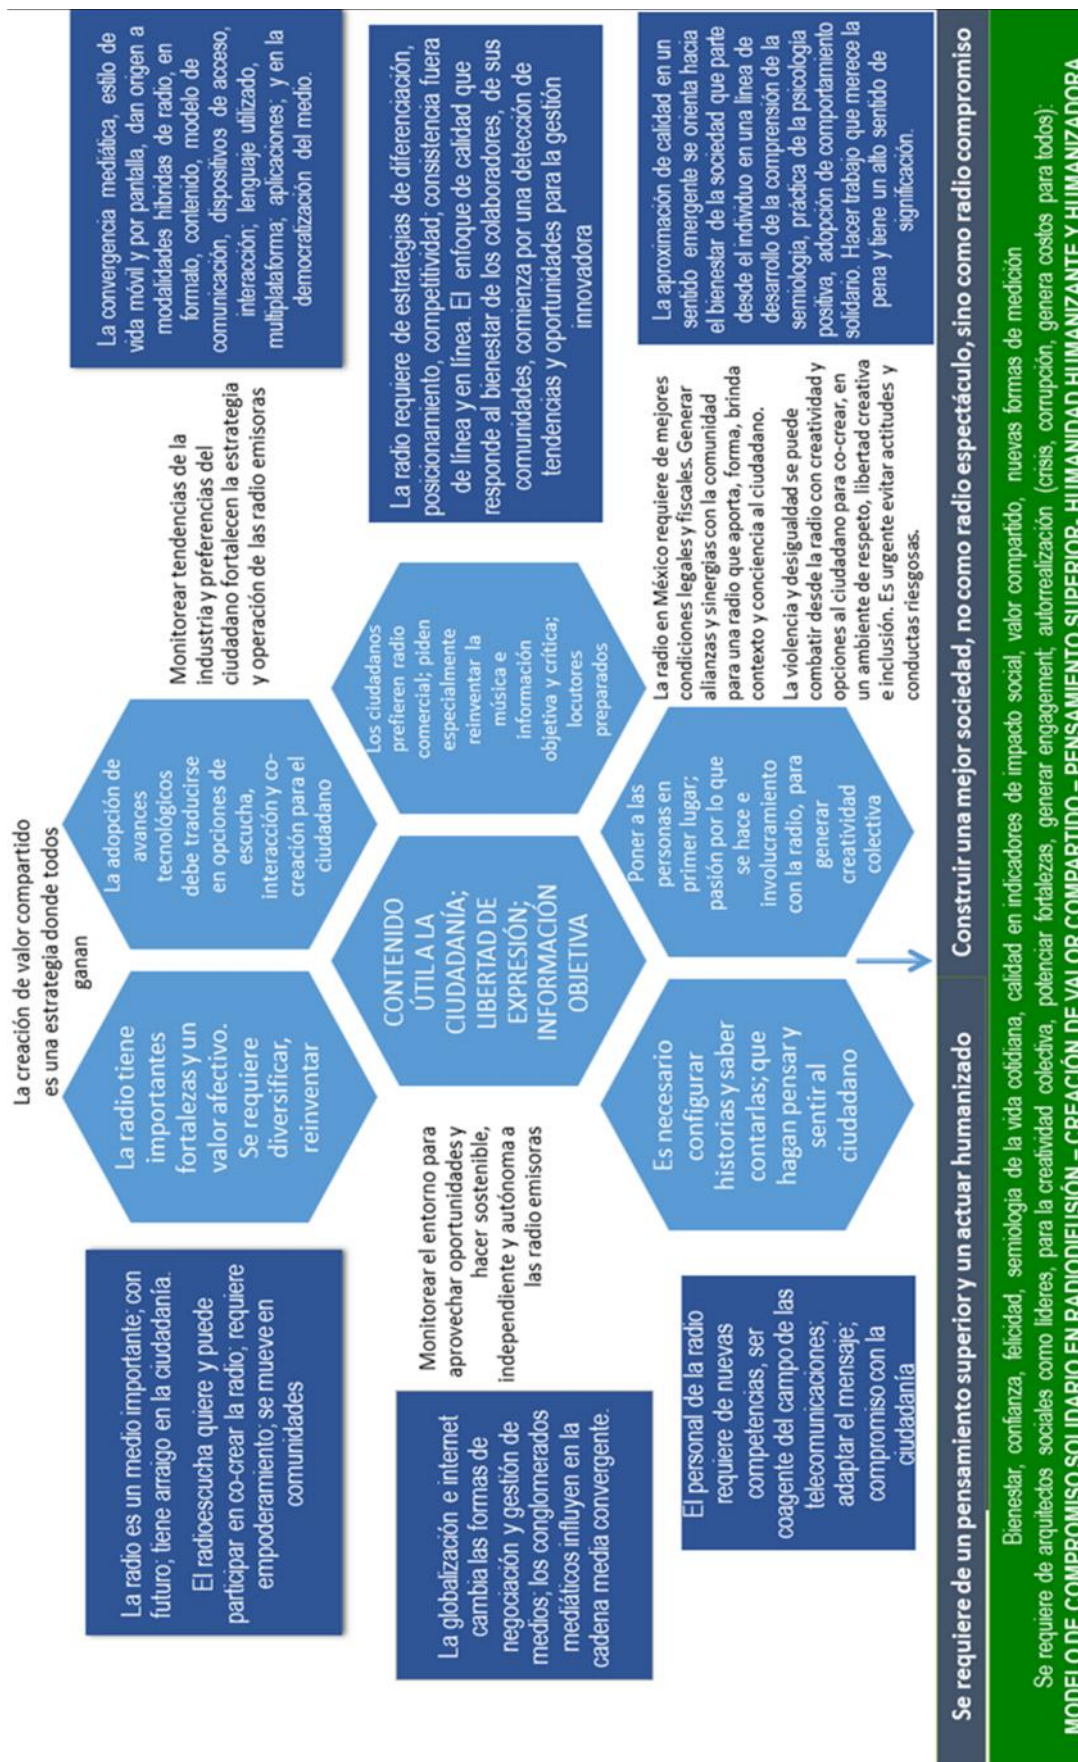 La creación de valor compartido
es una estrategia donde todos
ganan
La radio es un medio importante; con
futuro; tiene arraigo en la ciudadanía.
El radioescucha quiere y puede
participar en co-crear la radio; requiere
empoderamiento; se mueve en
comunidades
La radio tiene
importantes
fortalezas y un
valor afectivo.
Se requiere
diversificar,
reinventar
La adopción de
avances
tecnológicos
debe traducirse
en opciones de
escucha,
interacción y co-
creación para el
ciudadano
Monitorear tendencias de la
industria y preferencias del
ciudadano fortalecen la estrategia
y operación de las radio emisoras
La convergencia mediática, estilo de
vida móvil y por pantalla, dan origen a
modalidades híbridas de radio, en
formato, contenido, modelo de
comunicación, dispositivos de acceso,
interacción; lenguaje utilizado,
multiplataforma; aplicaciones; y en la
democratización del medio.
Monitorear el entorno para
aprovechar oportunidades y
hacer sostenible,
independiente y autónoma a
las radio emisoras
La globalización e internet
cambia las formas de
negociación y gestión de
medios; los conglomerados
mediáticos influyen en la
cadena media convergente.
CONTENIDO
ÚTIL A LA
CIUDADANÍA;
LIBERTAD DE
EXPRESIÓN;
INFORMACIÓN
OBJETIVA
Los ciudadanos
prefieren radio
comercial; piden
especialmente
reinventar la
música e
información
objetiva y crítica;
locutores
preparados
La radio requiere de estrategias de diferenciación,
posicionamiento, competitividad; consistencia fuera
de línea y en línea. El enfoque de calidad que
responde al bienestar de los colaboradores, de sus
comunidades, comienza por una detección de
tendencias y oportunidades para la gestión
innovadora
El personal de la radio
requiere de nuevas
competencias, ser
coagente del campo de las
telecomunicaciones;
adaptar el mensaje;
compromiso con la
ciudadanía
Es necesario
configurar
historias y saber
contarlas; que
hagan pensar y
sentir al
ciudadano
Poner a las
personas en
primer lugar;
pasión por lo que
se hace e
involucramiento
con la radio, para
generar
creatividad
colectiva
La radio en México requiere de mejores
condiciones legales y fiscales. Generar
alianzas y sinergias con la comunidad
para una radio que aporta, forma, brinda
contexto y conciencia al ciudadano.
La violencia y desigualdad se puede
combatir desde la radio con creatividad y
opciones al ciudadano para co-crear, en
un ambiente de respeto, libertad creativa
e inclusión. Es urgente evitar actitudes y
conductas riesgosas.
La aproximación de calidad en un
sentido emergente se orienta hacia
el bienestar de la sociedad que parte
desde el individuo en una línea de
desarrollo de la comprensión de la
semiología, práctica de la psicología
positiva, adopción de comportamiento
solidario. Hacer trabajo que merece la
pena y tiene un alto sentido de
significación.
Se requiere de un pensamiento superior y un actuar humanizado
Construir una mejor sociedad, no como radio espectáculo, sino como radio compromiso
Bienestar, confianza, felicidad, semiología de la vida cotidiana, calidad en indicadores de impacto social, valor compartido, nuevas formas de medición
Se requiere de arquitectos sociales como líderes, para la creatividad colectiva, potenciar fortalezas, generar engagement, autorrealización (crisis, corrupción, genera costos para todos):
MODELO DE COMPROMISO SOLIDARIO EN RADIODIFUSIÓN – CREACIÓN DE VALOR COMPARTIDO – PENSAMIENTO SUPERIOR- HUMANIDAD HUMANIZANTE Y HUMANIZADORA